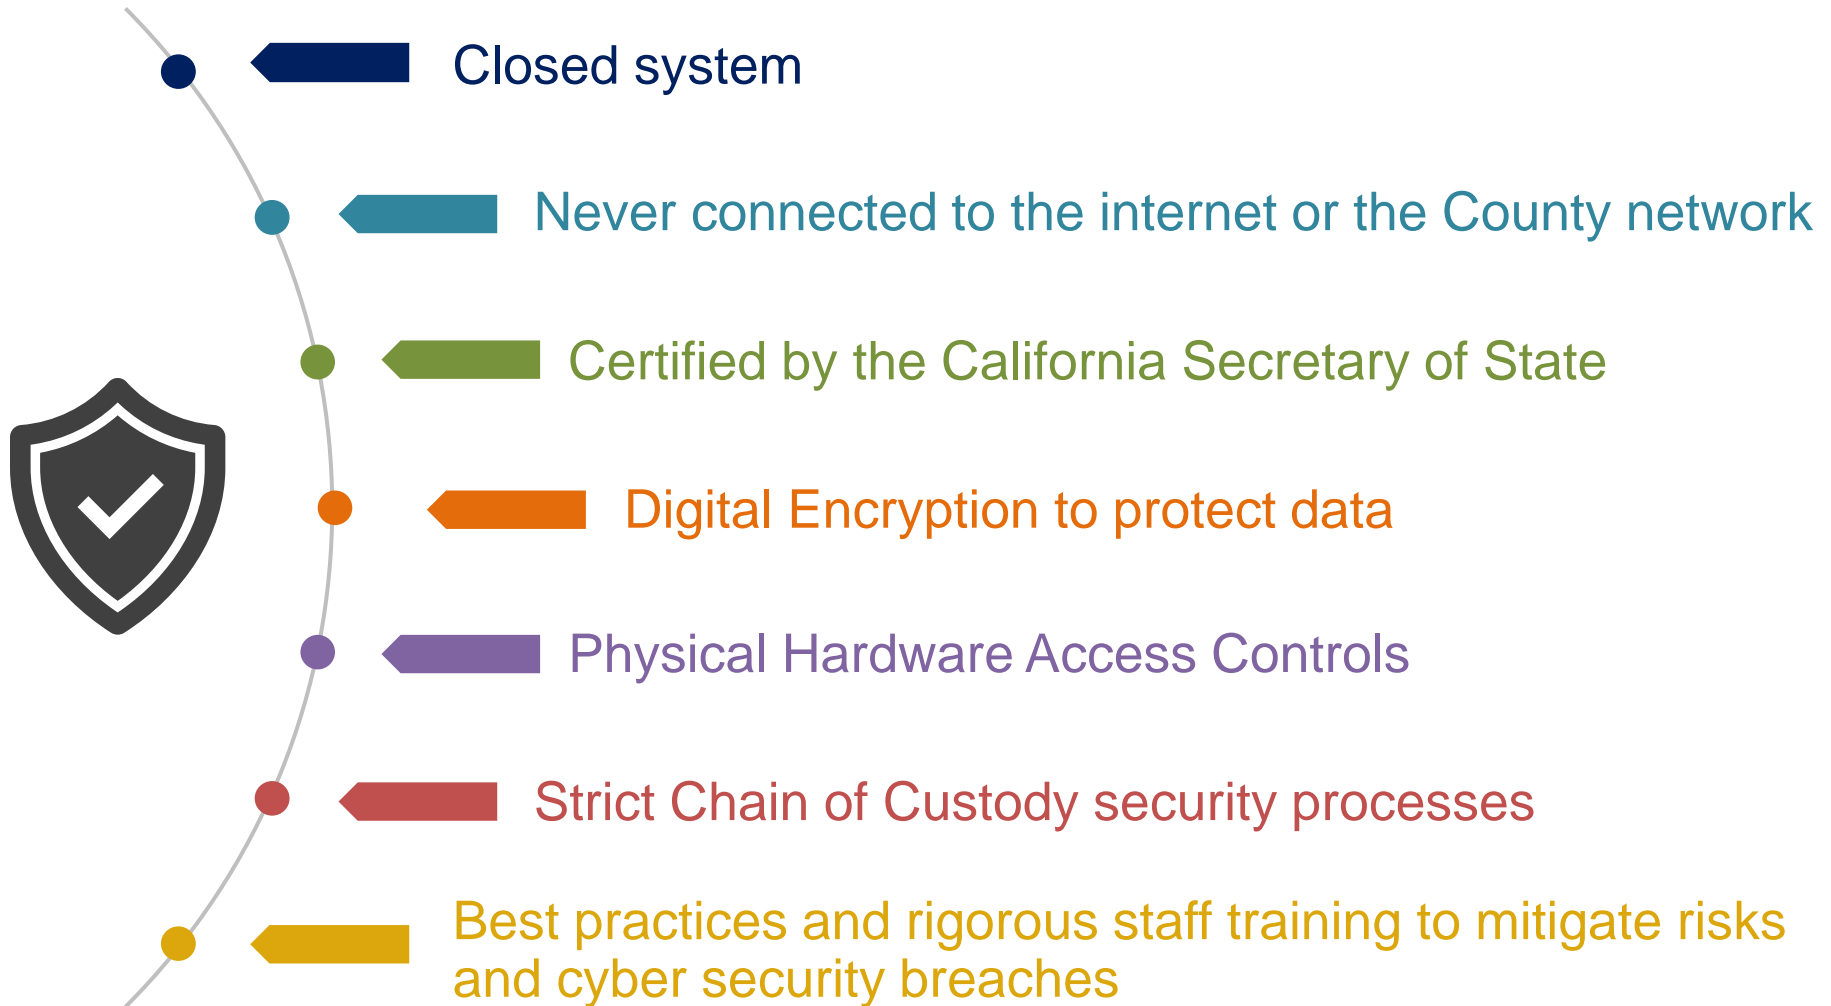 Closed system
Never connected to the internet or the County network
Certified by the California Secretary of State
Digital Encryption to protect data
Physical Hardware Access Controls
Strict Chain of Custody security processes
Best practices and rigorous staff training to mitigate risks
and cyber security breaches